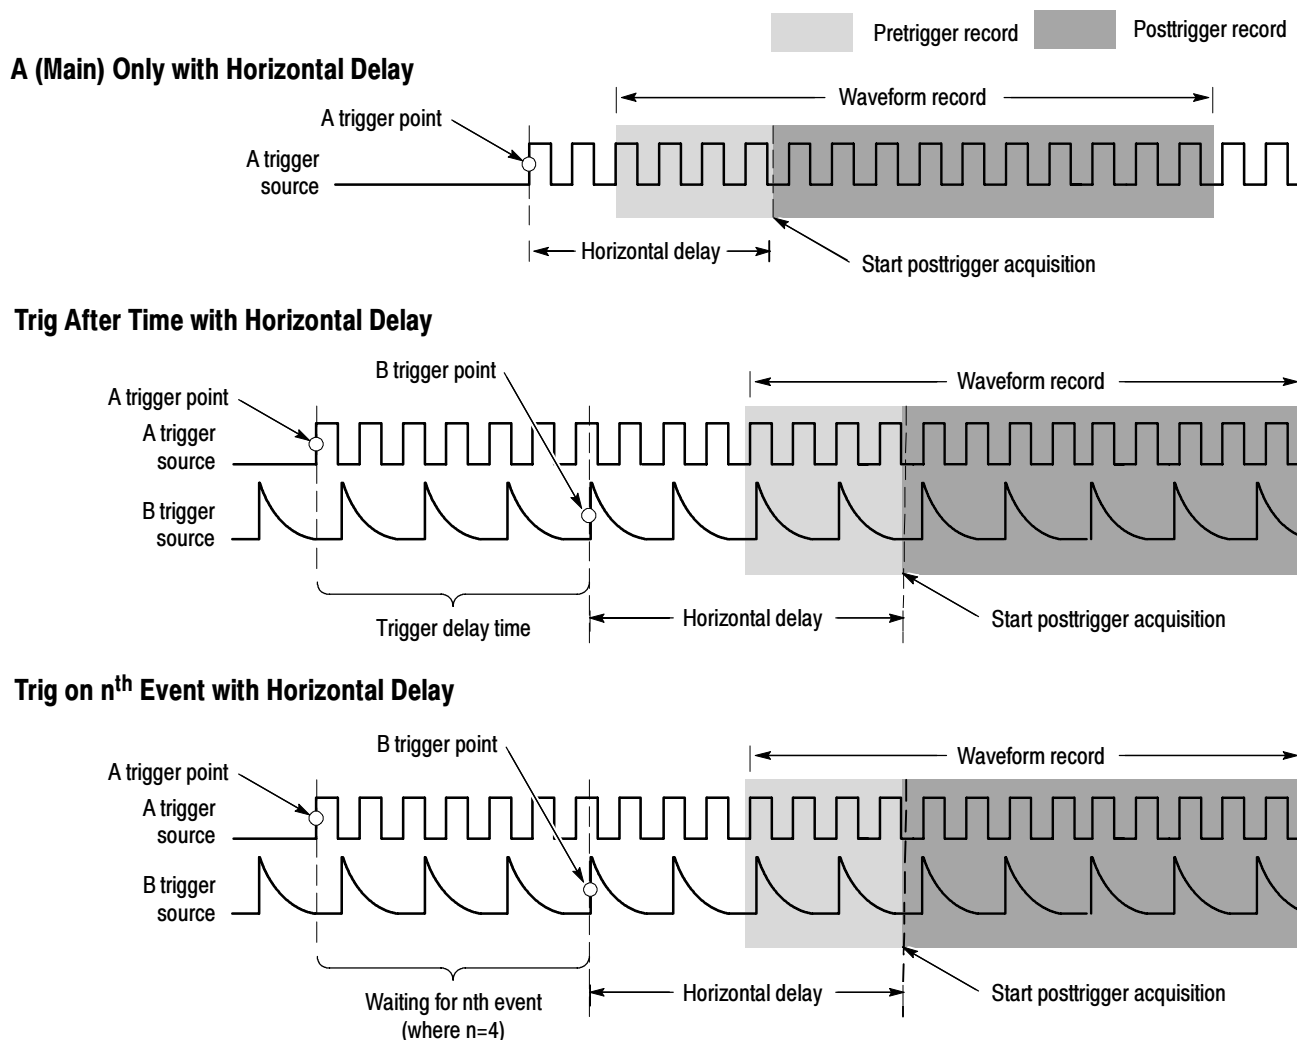 Pretrigger record
Posttrigger record
A (Main) Only with Horizontal Delay
Waveform record
A trigger point
A trigger
source
Horizontal delay
Start posttrigger acquisition
Trig After Time with Horizontal Delay
B trigger point
Waveform record
A trigger point
A trigger
source
B trigger
source
Trigger delay time
Horizontal delay
Start posttrigger acquisition
Trig on nth Event with Horizontal Delay
B trigger point
Waveform record
A trigger point
A trigger
source
B trigger
source
Waiting for nth event
(where n=4)
Horizontal delay
Start posttrigger acquisition